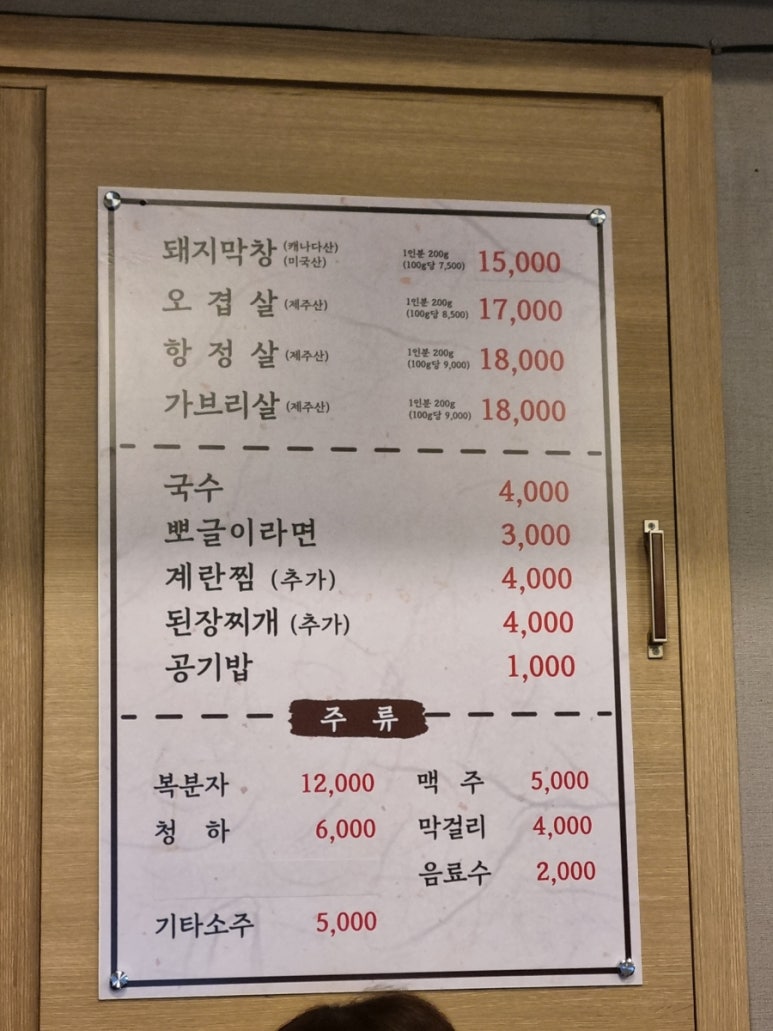 돼지막창 (캐나다산) (미국산) 1인분 200g (100g당 7,500) 15,000
오겹살 (제주산) 1인분 200g (100g당 8,500) 17,000
항정살 (제주산) 1인분 200g (100g당 9,000) 18,000
가브리살 (제주산) 1인분 200g (100g당 9,000) 18,000
국수 4,000
뽀글이라면 3,000
계란찜 (추가) 4,000
된장찌개 (추가) 4,000
공기밥 1,000
주류
복분자 12,000 맥주 5,000
청하 6,000 막걸리 4,000
음료수 2,000
기타소주 5,000